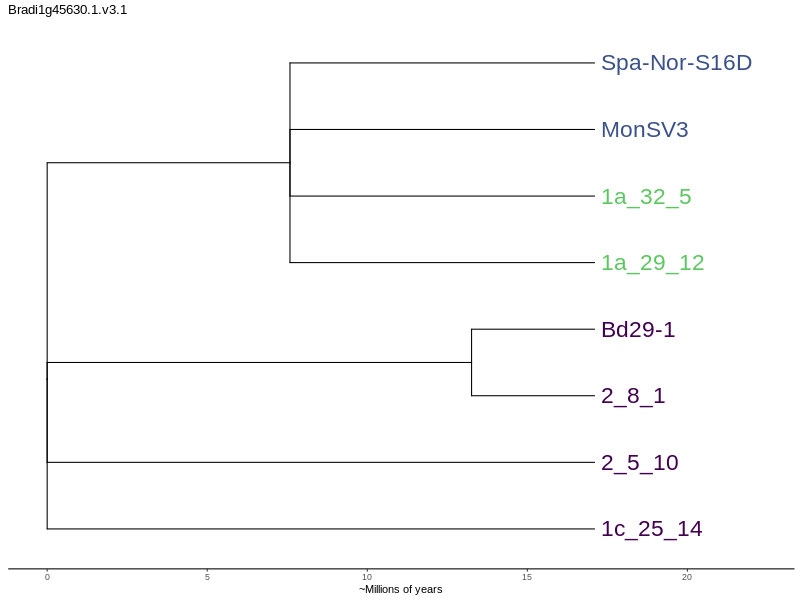 Bradi1g45630.1.v3.1
Spa-Nor-S16D
MonSV3
1a_32_5
1a_29_12
Bd29-1
2_8_1
2_5_10
1c_25_14
0 5 10 15 20
~Millions of years